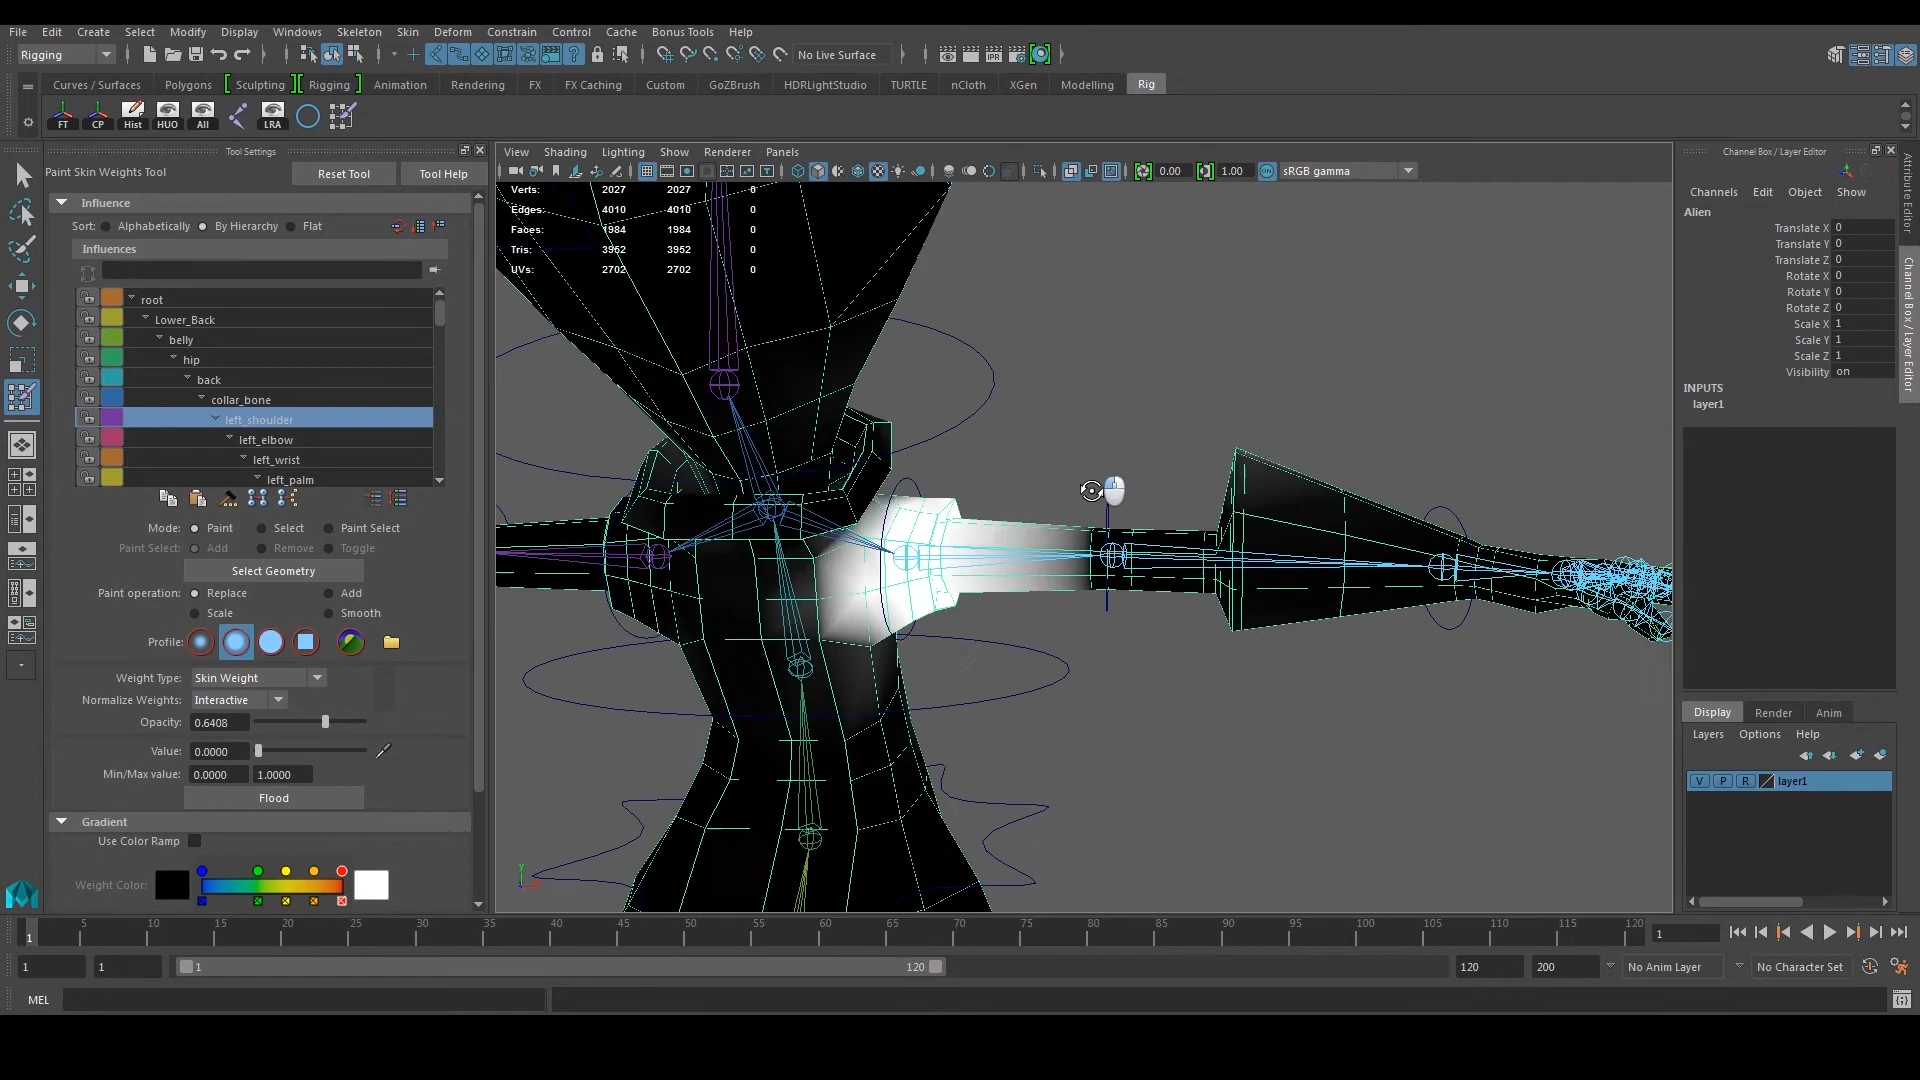 File Edit Create Select Modify Display Windows Skeleton Skin Deform Constrain Control Cache Bonus Tools Help
Rigging No Live Surface
Curves / Surfaces Polygons Sculpting Rigging Animation Rendering FX FX Caching Custom GoZBrush HDRLightStudio TURTLE nCloth XGen Modelling Rig
FT CP Hist HUO All LRA
Tool Settings
Paint Skin Weights Tool Reset Tool Tool Help
Influence
Sort: Alphabetically By Hierarchy Flat
Influences
root
Lower_Back
belly
hip
back
collar_bone
left_shoulder
left_elbow
left_wrist
left_palm
Mode: Paint Select Paint Select
Paint Select: Add Remove Toggle
Select Geometry
Paint operation: Replace Add
Scale Smooth
Profile:
Weight Type: Skin Weight
Normalize Weights: Interactive
Opacity: 0.6408
Value: 0.0000
Min/Max value: 0.0000 1.0000
Flood
Gradient
Use Color Ramp
Weight Color:
View Shading Lighting Show Renderer Panels
IPR
0.00 1.00 ON sRGB gamma
Verts: 2027 2027 0
Edges: 4010 4010 0
Faces: 1984 1984 0
Tris: 3952 3952 0
UVs: 2702 2702 0
y
Channel Box / Layer Editor
Channels Edit Object Show
Alien
Translate X 0
Translate Y 0
Translate Z 0
Rotate X 0
Rotate Y 0
Rotate Z 0
Scale X 1
Scale Y 1
Scale Z 1
Visibility on
INPUTS
layer1
Attribute Editor
Channel Box / Layer Editor
Display Render Anim
Layers Options Help
V P R layer1
1 5 10 15 20 25 30 35 40 45 50 55 60 65 70 75 80 85 90 95 100 105 110 115 120 1
1 1 1 120 120 200 No Anim Layer No Character Set
MEL